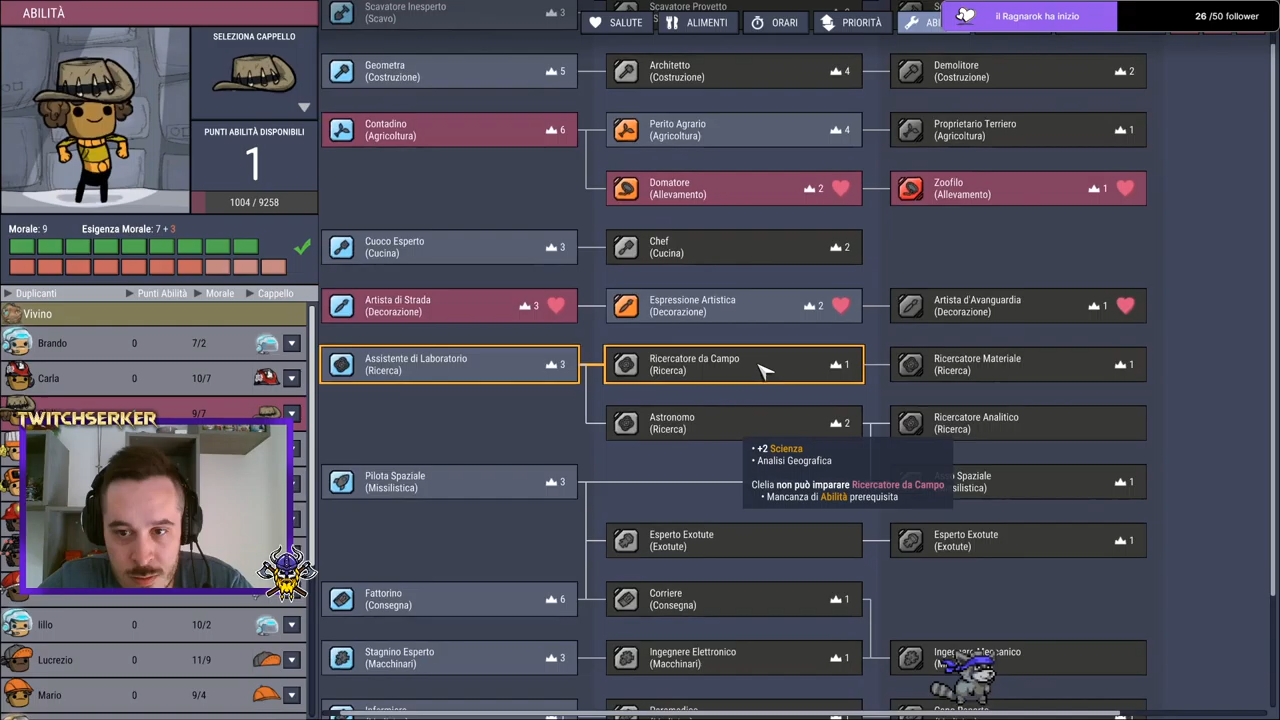 ABILITÀ
SELEZIONA CAPPELLO
PUNTI ABILITÀ DISPONIBILI
1
1004 / 9258
Morale: 9
Esigenza Morale: 7 + 3
Duplicanti
Punti Abilità
Morale
Cappello
Vivino
Brando
0
7/2
Carla
0
10/7
9/7
TWITCHSERKER
lillo
0
10/2
Lucrezio
0
11/9
Mario
0
9/4
SALUTE
ALIMENTI
ORARI
PRIORITÀ
ABI
il Ragnarok ha inizio
26 /50 follower
Scavatore Inesperto
(Scavo)
3
Scavatore Provetto
Geometra
(Costruzione)
5
Architetto
(Costruzione)
4
Demolitore
(Costruzione)
2
Contadino
(Agricoltura)
6
Perito Agrario
(Agricoltura)
4
Proprietario Terriero
(Agricoltura)
1
Domatore
(Allevamento)
2
Zoofilo
(Allevamento)
1
Cuoco Esperto
(Cucina)
3
Chef
(Cucina)
2
Artista di Strada
(Decorazione)
3
Espressione Artistica
(Decorazione)
2
Artista d'Avanguardia
(Decorazione)
1
Assistente di Laboratorio
(Ricerca)
3
Ricercatore da Campo
(Ricerca)
1
Ricercatore Materiale
(Ricerca)
1
Astronomo
(Ricerca)
2
Ricercatore Analitico
(Ricerca)
1
• +2 Scienza
• Analisi Geografica
Clelia non può imparare Ricercatore da Campo
• Mancanza di Abilità prerequisita
Pilota Spaziale
(Missilistica)
3
Spaziale
1
Esperto Exotute
(Exotute)
Esperto Exotute
(Exotute)
1
Fattorino
(Consegna)
6
Corriere
(Consegna)
1
Stagnino Esperto
(Macchinari)
3
Ingegnere Elettronico
(Macchinari)
1